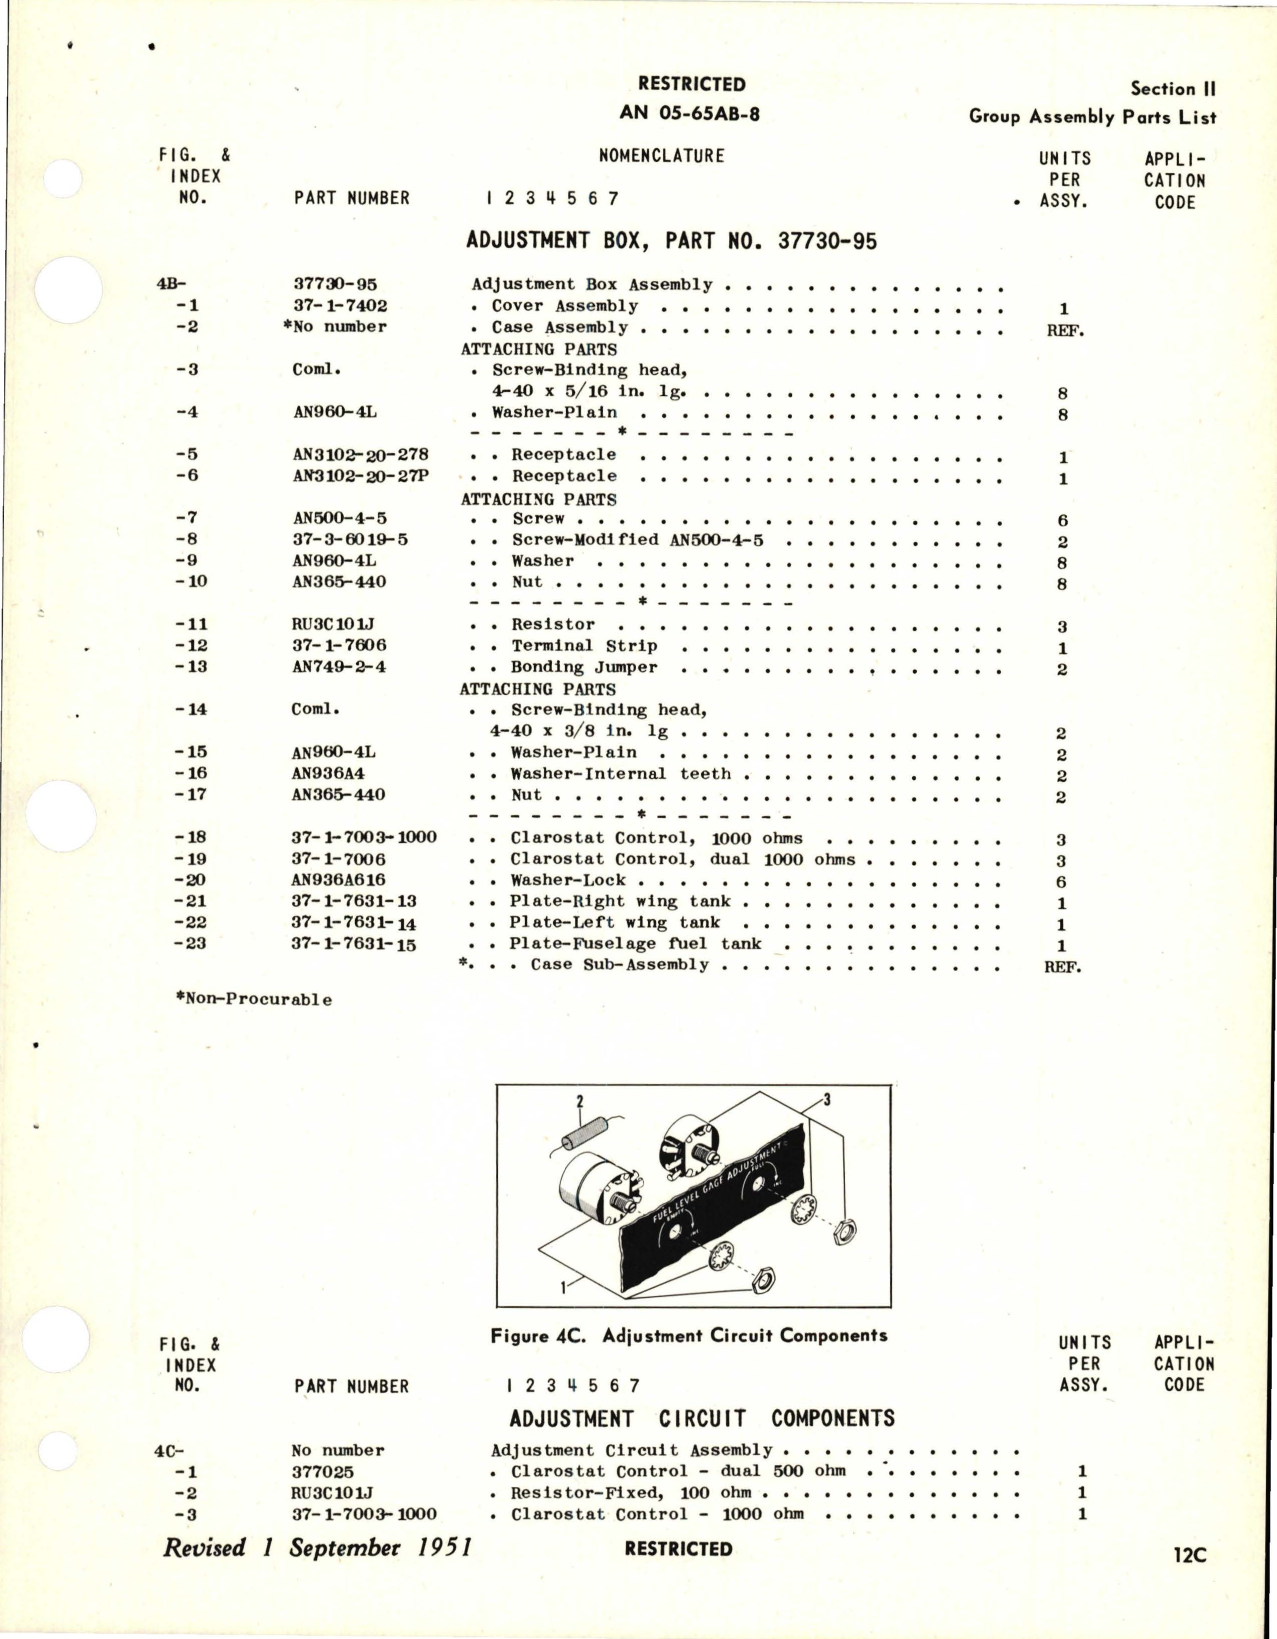 RESTRICTED
AN 05-65AB-8
Section II
Group Assembly Parts List
FIG. & INDEX NO. PART NUMBER NOMENCLATURE 1 2 3 4 5 6 7 UNITS PER ASSY. APPLI-CATION CODE
ADJUSTMENT BOX, PART NO. 37730-95
4B- 37730-95 Adjustment Box Assembly . . . . . . . . . . . . . .
-1 37-1-7402 . Cover Assembly . . . . . . . . . . . . . . . . . 1
-2 *No number . Case Assembly . . . . . . . . . . . . . . . . . . REF.
ATTACHING PARTS
-3 Coml. . Screw-Binding head,
4-40 x 5/16 in. lg. . . . . . . . . . . . . . . . 8
-4 AN960-4L . Washer-Plain . . . . . . . . . . . . . . . . . . 8
- - - - - - - * - - - - - - - -
-5 AN3102-20-278 . . Receptacle . . . . . . . . . . . . . . . . . . 1
-6 AN3102-20-27P . . Receptacle . . . . . . . . . . . . . . . . . . 1
ATTACHING PARTS
-7 AN500-4-5 . . Screw . . . . . . . . . . . . . . . . . . . . . 6
-8 37-3-6019-5 . . Screw-Modified AN500-4-5 . . . . . . . . . . . 2
-9 AN960-4L . . Washer . . . . . . . . . . . . . . . . . . . . 8
-10 AN365-440 . . Nut . . . . . . . . . . . . . . . . . . . . . . 8
- - - - - - - - * - - - - - - -
-11 RU3C101J . . Resistor . . . . . . . . . . . . . . . . . . . 3
-12 37-1-7606 . . Terminal Strip . . . . . . . . . . . . . . . . 1
-13 AN749-2-4 . . Bonding Jumper . . . . . . . . . . . . . . . . 2
ATTACHING PARTS
-14 Coml. . . Screw-Binding head,
4-40 x 3/8 in. lg . . . . . . . . . . . . . . . . 2
-15 AN960-4L . . Washer-Plain . . . . . . . . . . . . . . . . . 2
-16 AN936A4 . . Washer-Internal teeth . . . . . . . . . . . . . 2
-17 AN365-440 . . Nut . . . . . . . . . . . . . . . . . . . . . . 2
- - - - - - - - * - - - - - - -
-18 37-1-7003-1000 . . Clarostat Control, 1000 ohms . . . . . . . . . 3
-19 37-1-7006 . . Clarostat Control, dual 1000 ohms . . . . . . . 3
-20 AN936A616 . . Washer-Lock . . . . . . . . . . . . . . . . . . 6
-21 37-1-7631-13 . . Plate-Right wing tank . . . . . . . . . . . . . 1
-22 37-1-7631-14 . . Plate-Left wing tank . . . . . . . . . . . . . 1
-23 37-1-7631-15 . . Plate-Fuselage fuel tank . . . . . . . . . . . 1
*. . . Case Sub-Assembly . . . . . . . . . . . . . . REF.
*Non-Procurable
2
3
FUEL LEVEL GAGE ADJUSTMENTS
FULL
INC.
EMPTY
INC.
1
Figure 4C. Adjustment Circuit Components
FIG. & INDEX NO. PART NUMBER 1 2 3 4 5 6 7 UNITS PER ASSY. APPLI-CATION CODE
ADJUSTMENT CIRCUIT COMPONENTS
4C- No number Adjustment Circuit Assembly . . . . . . . . . . . .
-1 377025 . Clarostat Control - dual 500 ohm . . . . . . . . 1
-2 RU3C101J . Resistor-Fixed, 100 ohm . . . . . . . . . . . . . 1
-3 37-1-7003-1000 . Clarostat Control - 1000 ohm . . . . . . . . . . 1
Revised 1 September 1951
RESTRICTED
12C